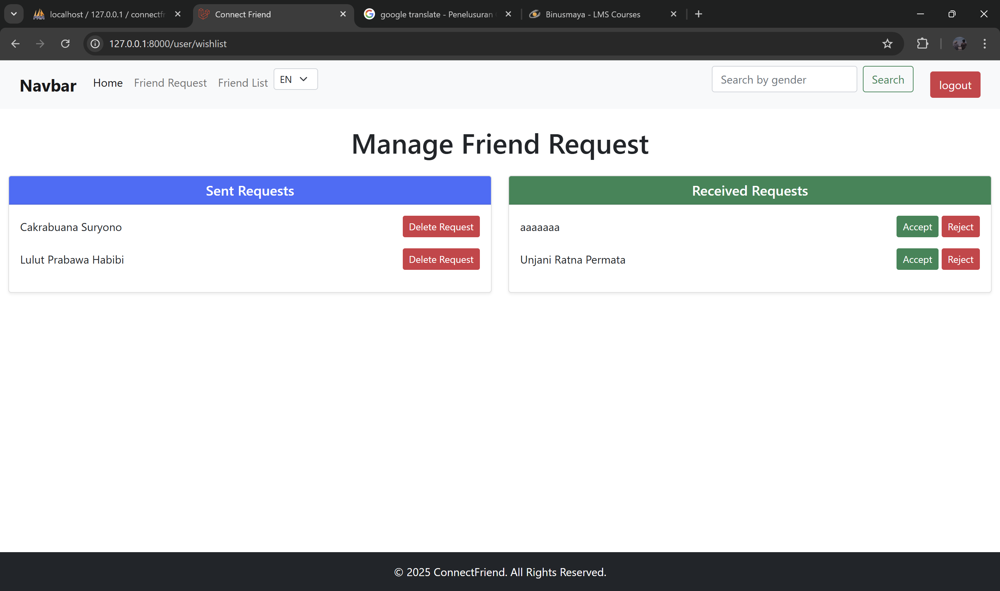 localhost / 127.0.0.1 / connectfr
Connect Friend
google translate - Penelusuran
Binusmaya - LMS Courses
127.0.0.1:8000/user/wishlist
Navbar Home Friend Request Friend List EN Search by gender Search logout
Manage Friend Request
Sent Requests
Cakrabuana Suryono Delete Request
Lulut Prabawa Habibi Delete Request
Received Requests
aaaaaaa Accept Reject
Unjani Ratna Permata Accept Reject
© 2025 ConnectFriend. All Rights Reserved.